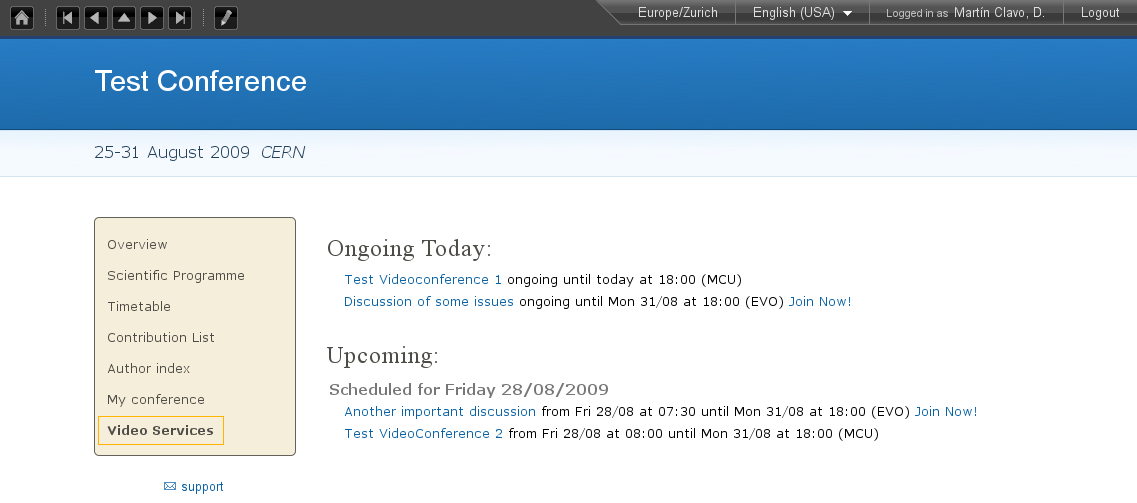 Europe/Zurich English (USA) Logged in as Martín Clavo, D. Logout
Test Conference
25-31 August 2009 CERN
Overview
Scientific Programme
Timetable
Contribution List
Author index
My conference
Video Services
support
Ongoing Today:
Test Videoconference 1 ongoing until today at 18:00 (MCU)
Discussion of some issues ongoing until Mon 31/08 at 18:00 (EVO) Join Now!
Upcoming:
Scheduled for Friday 28/08/2009
Another important discussion from Fri 28/08 at 07:30 until Mon 31/08 at 18:00 (EVO) Join Now!
Test VideoConference 2 from Fri 28/08 at 08:00 until Mon 31/08 at 18:00 (MCU)